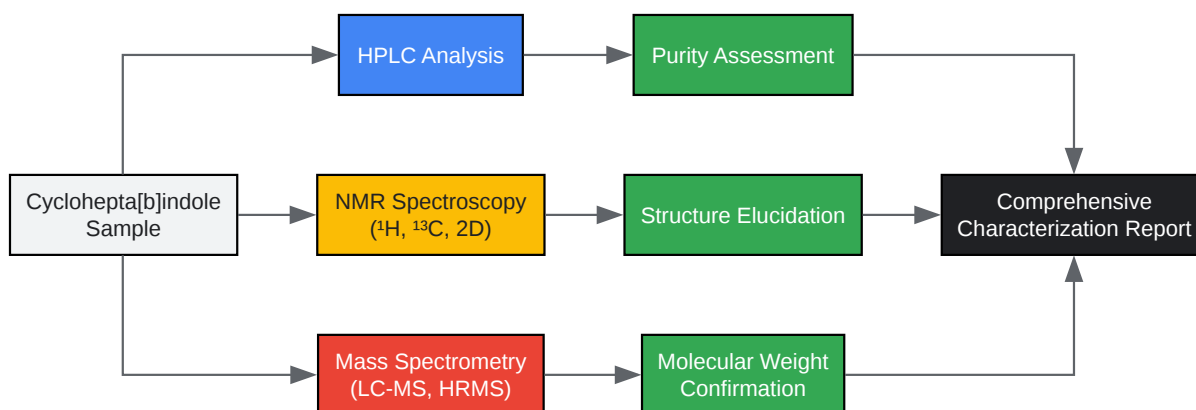 HPLC Analysis
Purity Assessment
Cyclohepta[b]indole
Sample
NMR Spectroscopy
(¹H, ¹³C, 2D)
Structure Elucidation
Comprehensive
Characterization Report
Mass Spectrometry
(LC-MS, HRMS)
Molecular Weight
Confirmation